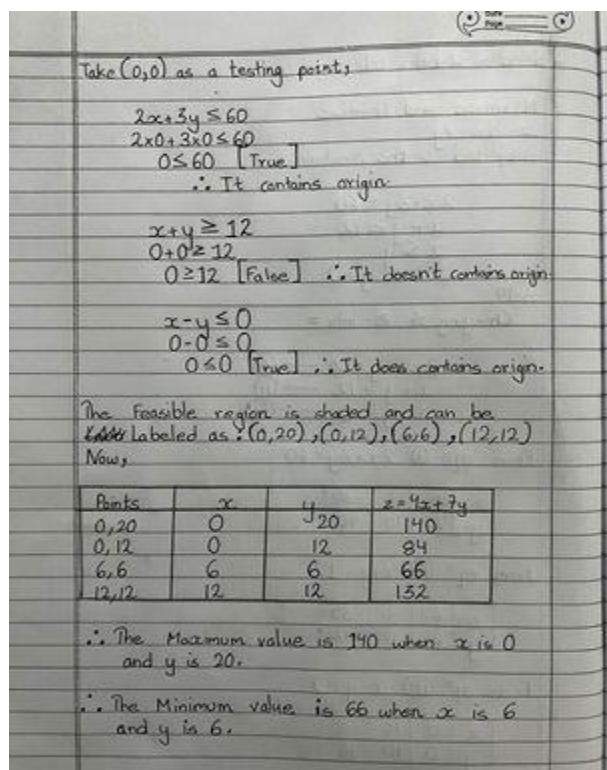 Date
Page
Take (0,0) as a testing point,
2x+3y ≤ 60
2x0+3x0 ≤ 60
0 ≤ 60 [True]
∴ It contains origin.
x+y ≥ 12
0+0 ≥ 12
0 ≥ 12 [False] ∴ It doesn't contains origin.
x-y ≤ 0
0-0 ≤ 0
0 ≤ 0 [True] ∴ It does contains origin.
The Feasible region is shaded and can be
Labeled as : (0,20), (0,12), (6,6), (12,12)
Now,
Points x y z = 4x+7y
0,20 0 20 140
0,12 0 12 84
6,6 6 6 66
12,12 12 12 132
∴ The Maximum value is 140 when x is 0
and y is 20.
∴ The Minimum value is 66 when x is 6
and y is 6.